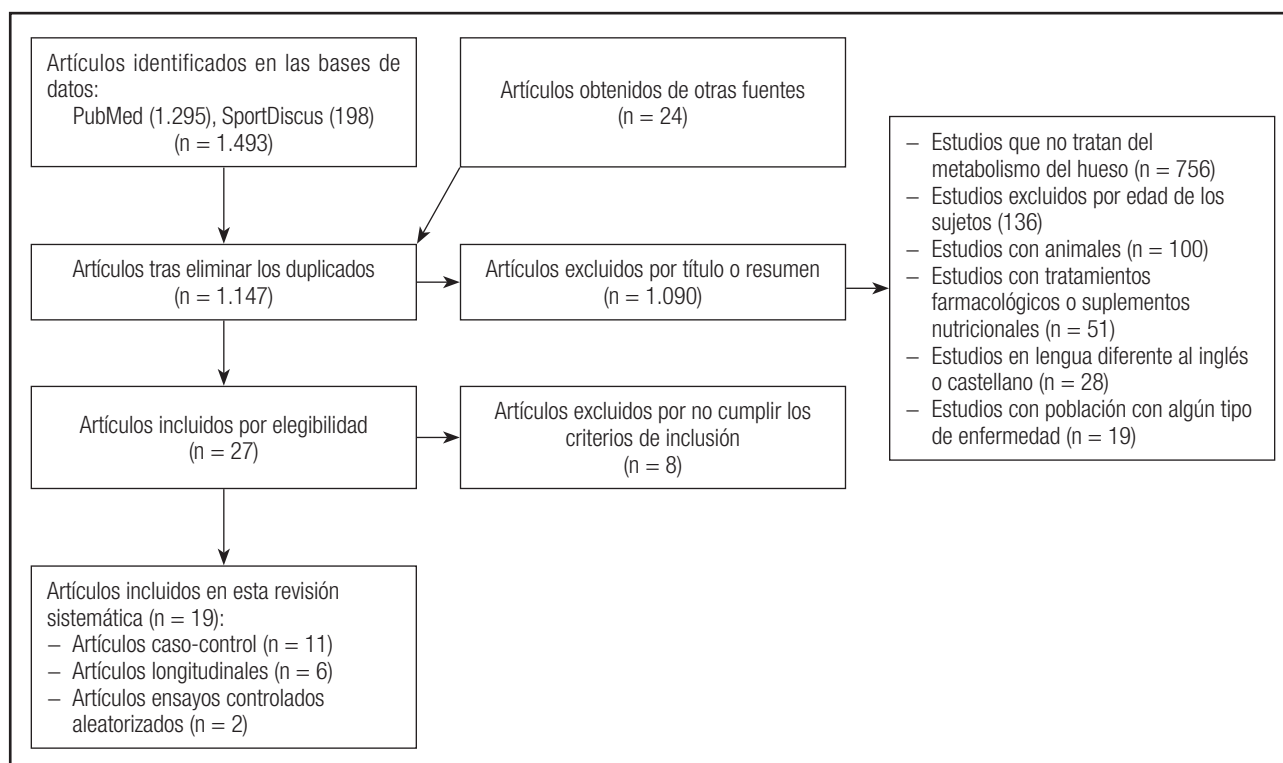 Artículos identificados en las bases de
datos:
PubMed (1.295), SportDiscus (198)
(n = 1.493)
Artículos obtenidos de otras fuentes
(n = 24)
Artículos tras eliminar los duplicados
(n = 1.147)
Artículos excluidos por título o resumen
(n = 1.090)
– Estudios que no tratan del
metabolismo del hueso (n = 756)
– Estudios excluidos por edad de los
sujetos (136)
– Estudios con animales (n = 100)
– Estudios con tratamientos
farmacológicos o suplementos
nutricionales (n = 51)
– Estudios en lengua diferente al inglés
o castellano (n = 28)
– Estudios con población con algún tipo
de enfermedad (n = 19)
Artículos incluidos por elegibilidad
(n = 27)
Artículos excluidos por no cumplir los
criterios de inclusión
(n = 8)
Artículos incluidos en esta revisión
sistemática (n = 19):
– Artículos caso-control (n = 11)
– Artículos longitudinales (n = 6)
– Artículos ensayos controlados
aleatorizados (n = 2)